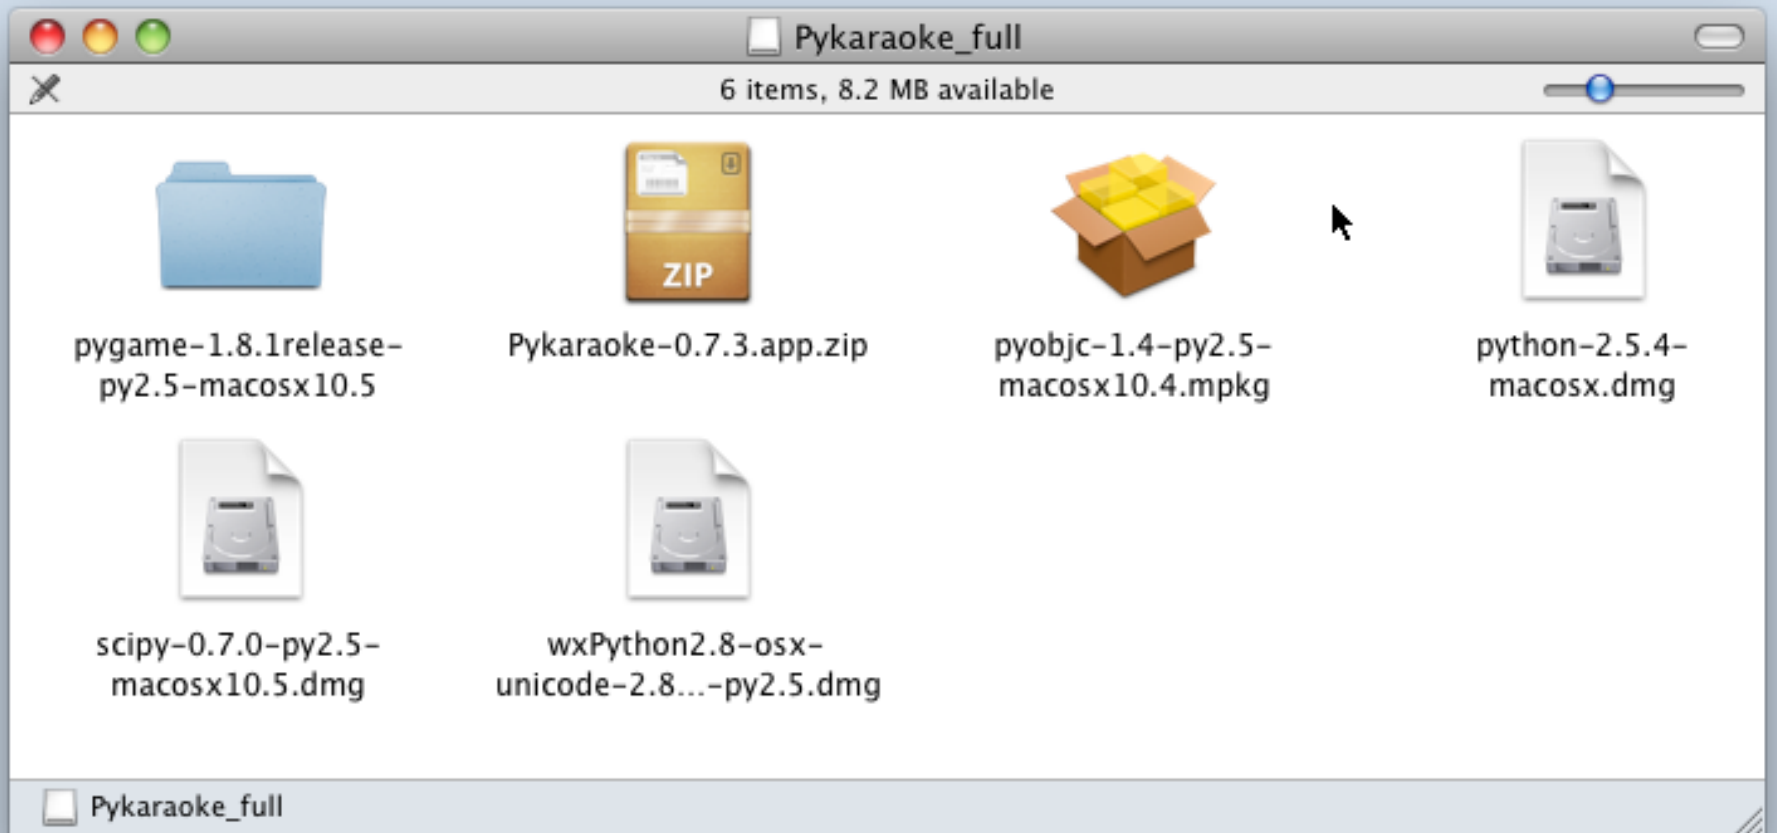 Pykaraoke_full
6 items, 8.2 MB available
ZIP
pygame-1.8.1release-
py2.5-macosx10.5
Pykaraoke-0.7.3.app.zip
pyobjc-1.4-py2.5-
macosx10.4.mpkg
python-2.5.4-
macosx.dmg
scipy-0.7.0-py2.5-
macosx10.5.dmg
wxPython2.8-osx-
unicode-2.8...-py2.5.dmg
Pykaraoke_full